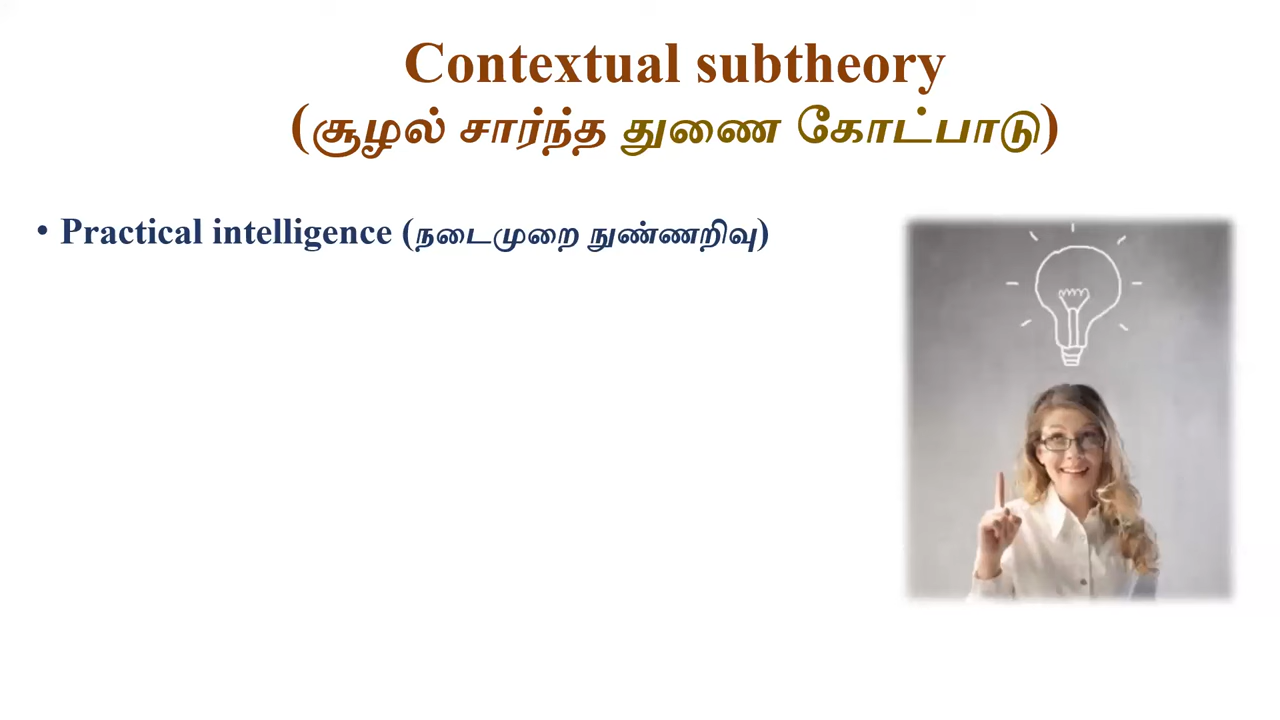 Contextual subtheory
(சூழல் சார்ந்த துணை கோட்பாடு)
• Practical intelligence (நடைமுறை நுண்ணறிவு)